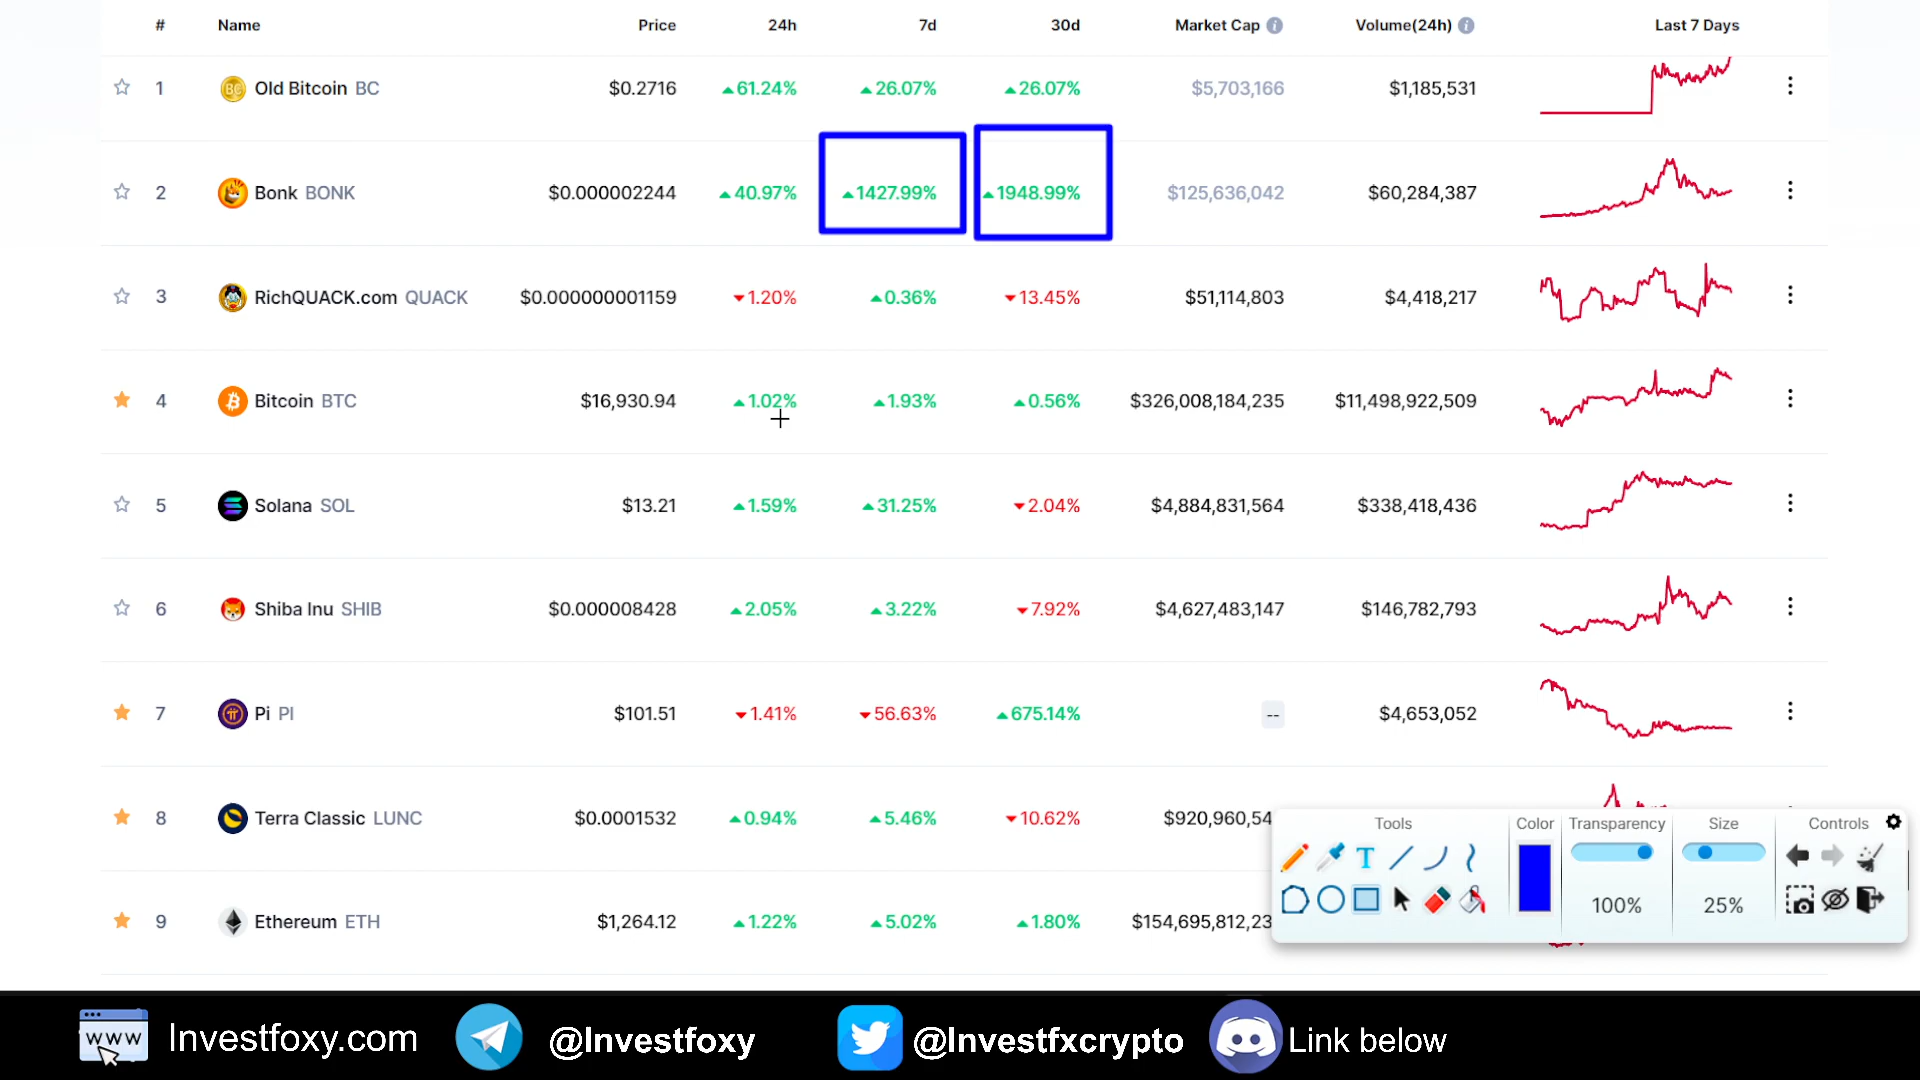 # Name Price 24h 7d 30d Market Cap Volume(24h) Last 7 Days
1 Old Bitcoin BC $0.2716 61.24% 26.07% 26.07% $5,703,166 $1,185,531
2 Bonk BONK $0.000002244 40.97% 1427.99% 1948.99% $125,636,042 $60,284,387
3 RichQUACK.com QUACK $0.000000001159 1.20% 0.36% 13.45% $51,114,803 $4,418,217
4 Bitcoin BTC $16,930.94 1.02% 1.93% 0.56% $326,008,184,235 $11,498,922,509
5 Solana SOL $13.21 1.59% 31.25% 2.04% $4,884,831,564 $338,418,436
6 Shiba Inu SHIB $0.000008428 2.05% 3.22% 7.92% $4,627,483,147 $146,782,793
7 Pi PI $101.51 1.41% 56.63% 675.14% -- $4,653,052
8 Terra Classic LUNC $0.0001532 0.94% 5.46% 10.62% $920,960,54
Tools Color Transparency Size Controls
T
100% 25%
9 Ethereum ETH $1,264.12 1.22% 5.02% 1.80% $154,695,812,23
www Investfoxy.com @Investfoxy @Investfxcrypto Link below